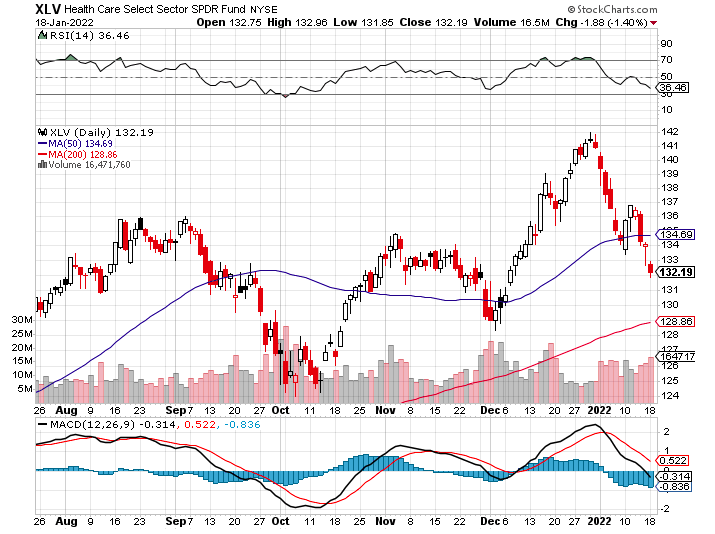 XLV Health Care Select Sector SPDR Fund NYSE © StockCharts.com
18-Jan-2022 Open 132.75 High 132.96 Low 131.85 Close 132.19 Volume 16.5M Chg -1.88 (-1.40%)
RSI(14) 36.46
90
70
50
36.46
30
10
XLV (Daily) 132.19
MA(50) 134.69
MA(200) 128.86
Volume 16,471,760
142
141
140
139
138
137
136
135
134.69
134
133
132.19
131
130
128.86
128
127
16471
126
125
124
30M
25M
20M
15M
10M
5M
26 Aug 9 16 23 Sep 7 13 20 27 Oct 11 18 25 Nov 8 15 22 Dec 6 13 20 27 2022 10 18
MACD(12,26,9) -0.314, 0.522, -0.836
2
1
0.522
0
-0.314
-0.836
-2
26 Aug 9 16 23 Sep 7 13 20 27 Oct 11 18 25 Nov 8 15 22 Dec 6 13 20 27 2022 10 18